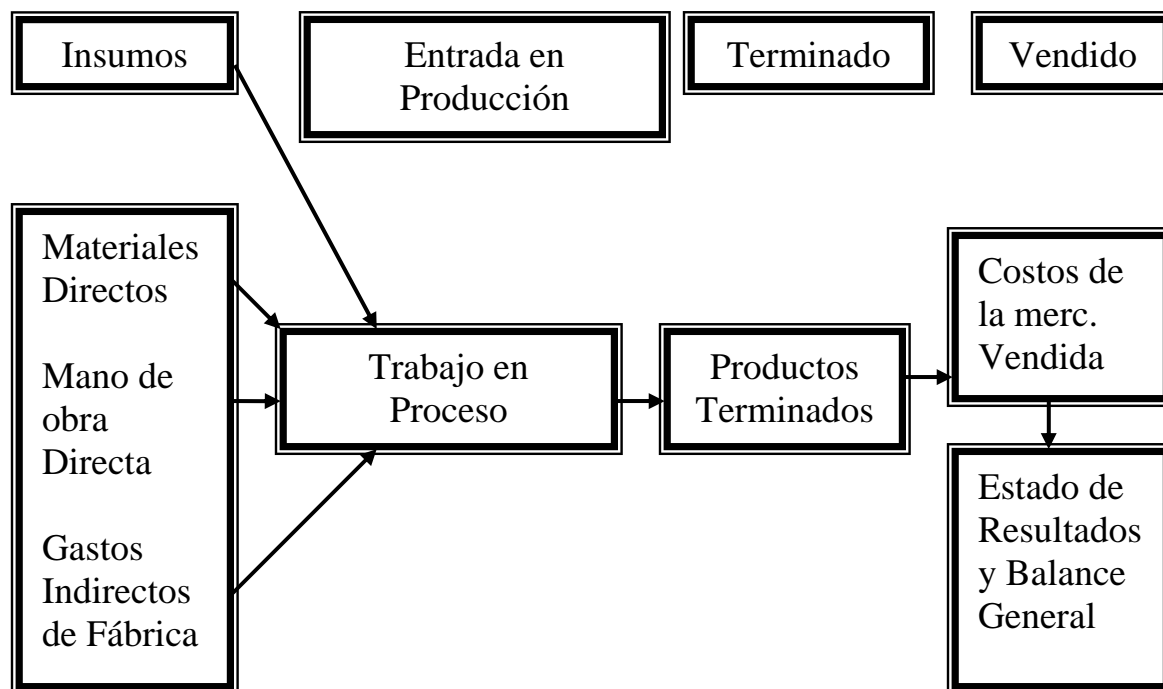 Insumos
Entrada en
Producción
Terminado
Vendido
Materiales
Directos
Mano de
obra
Directa
Gastos
Indirectos
de Fábrica
Trabajo en
Proceso
Productos
Terminados
Costos de
la merc.
Vendida
Estado de
Resultados
y Balance
General